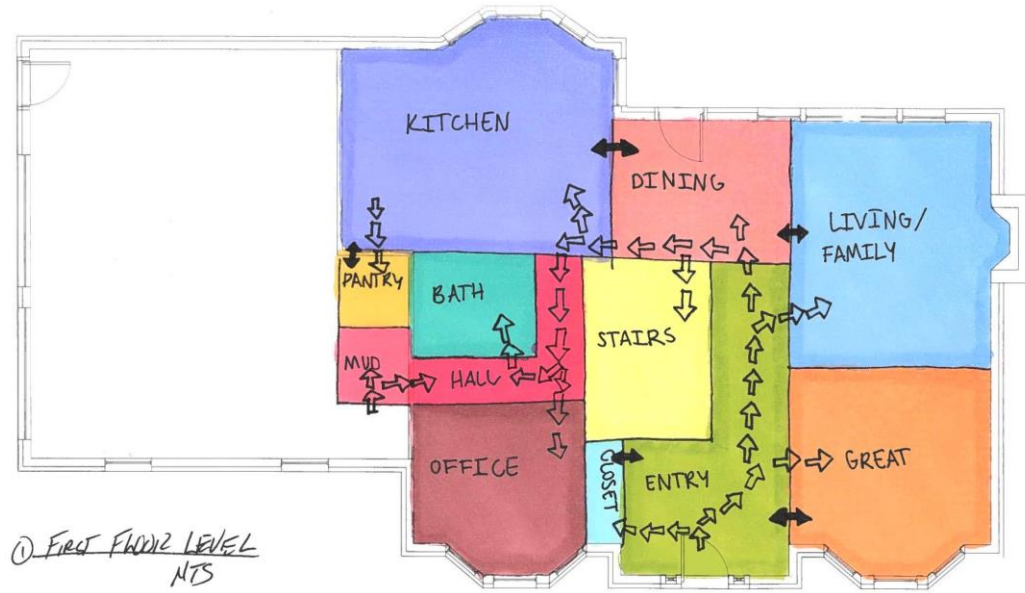 KITCHEN
DINING
LIVING/
FAMILY
PANTRY
BATH
STAIRS
MUD
HALL
OFFICE
CLOSET
ENTRY
GREAT
① FIRST FLOOR LEVEL
NTS